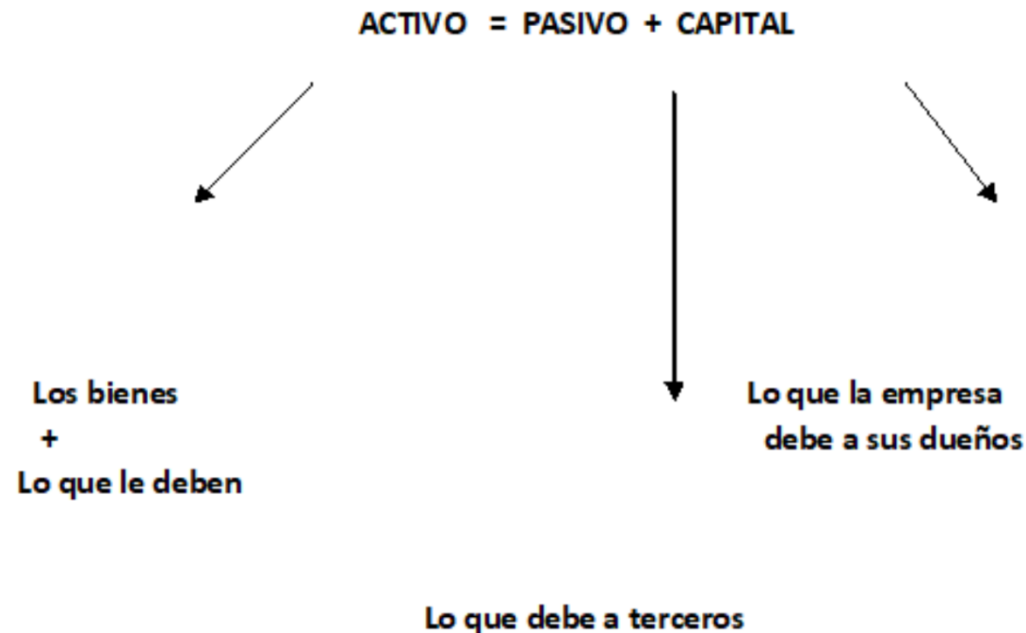 ACTIVO = PASIVO + CAPITAL
Los bienes
+
Lo que le deben
Lo que la empresa
debe a sus dueños
Lo que debe a terceros